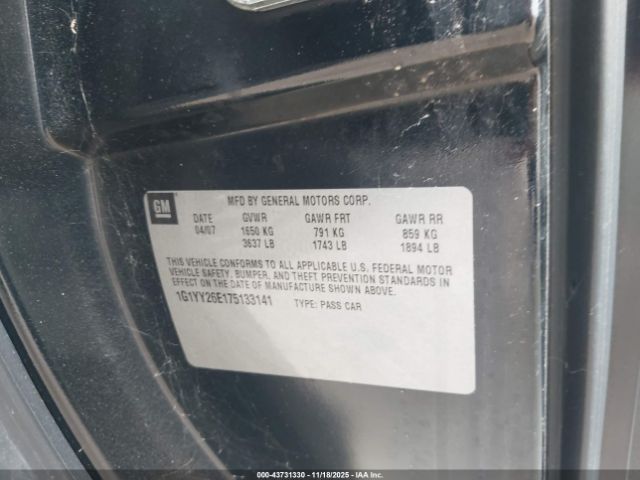 GM
MFD BY GENERAL MOTORS CORP.
DATE GVWR GAWR FRT GAWR RR
04/07 1650 KG 791 KG 859 KG
3637 LB 1743 LB 1894 LB
THIS VEHICLE CONFORMS TO ALL APPLICABLE U.S. FEDERAL MOTOR
VEHICLE SAFETY, BUMPER, AND THEFT PREVENTION STANDARDS IN
EFFECT ON THE DATE OF MANUFACTURE SHOWN ABOVE.
1G1YY26E175133141 TYPE: PASS CAR
000-43731330 - 11/18/2025 - IAAI.CA